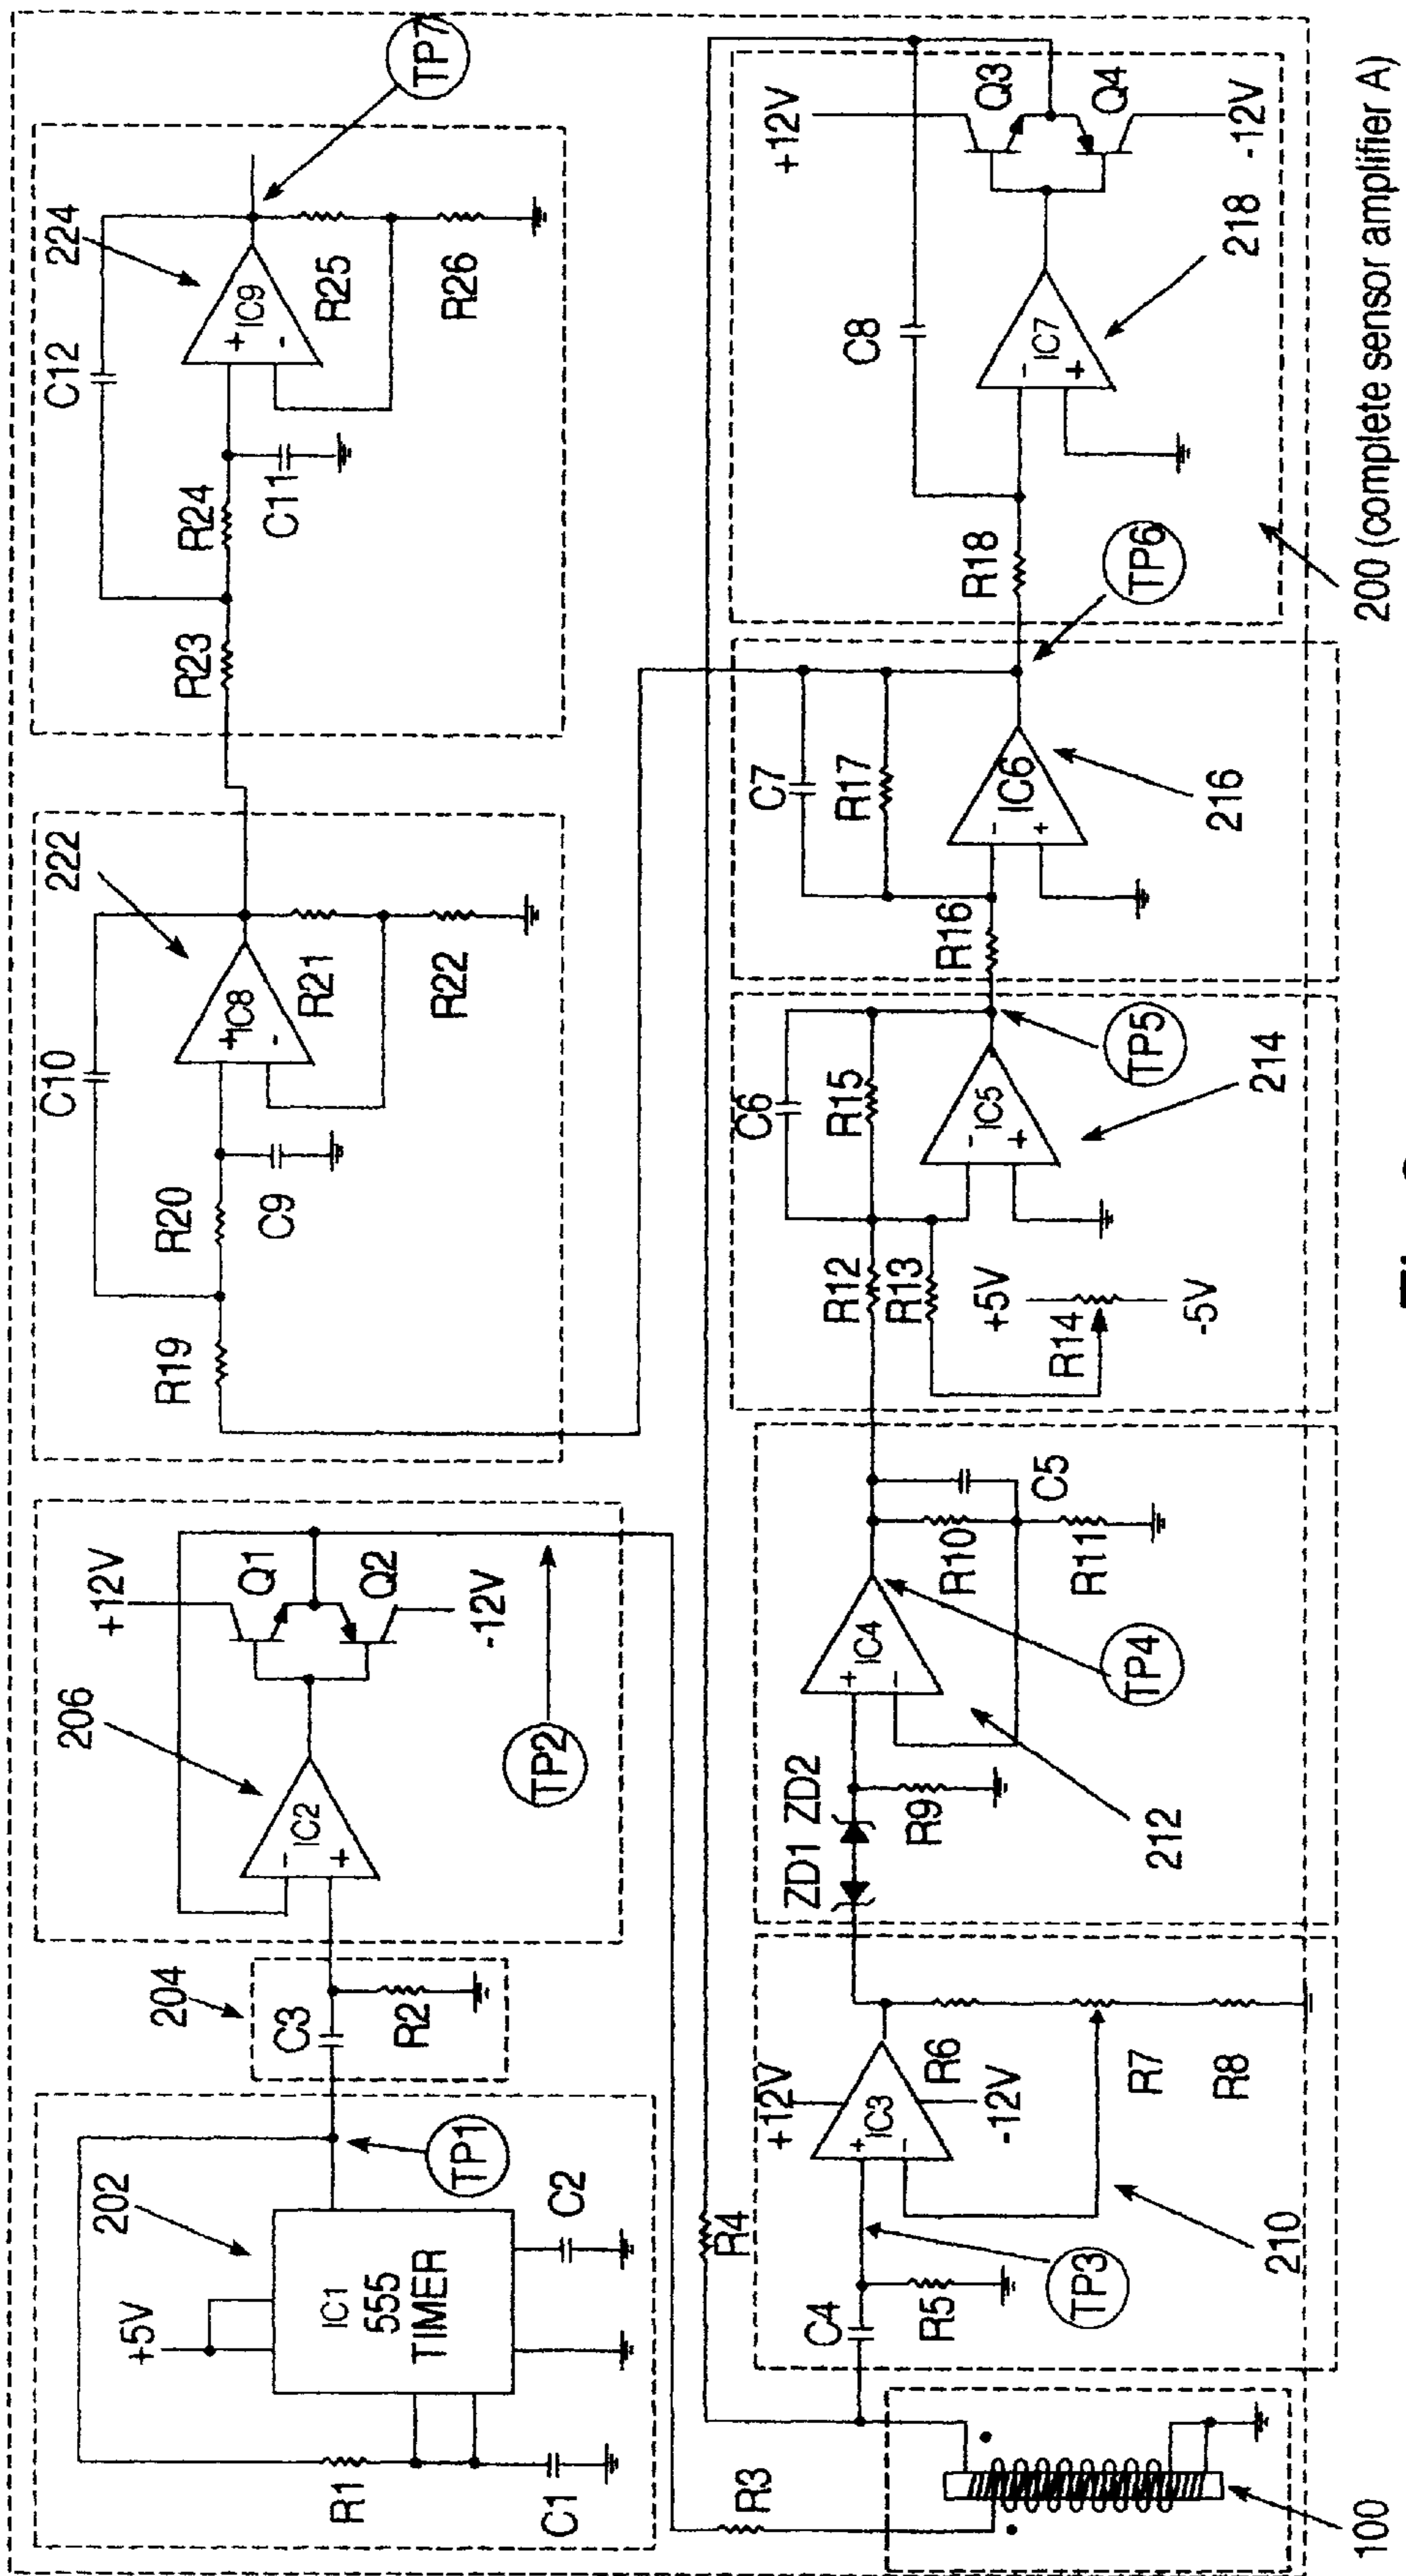 202
+5V
IC1
555
TIMER
R1
C1
C2
TP1
204
C3
R2
206
IC2
-
+
+12V
Q1
Q2
-12V
TP2
R19
R20
C9
C10
222
IC8
+
-
R21
R22
R23
R24
C11
C12
224
IC9
+
-
R25
R26
TP7
100
R3
R4
C4
R5
TP3
210
+12V
IC3
+
-
-12V
R6
R7
R8
ZD1
ZD2
R9
212
IC4
+
-
TP4
R10
C5
R11
R12
R13
R14
+5V
-5V
C6
R15
IC5
-
+
TP5
214
R16
C7
R17
IC6
-
+
216
TP6
R18
C8
IC7
-
+
218
+12V
Q3
Q4
-12V
200 (complete sensor amplifier A)